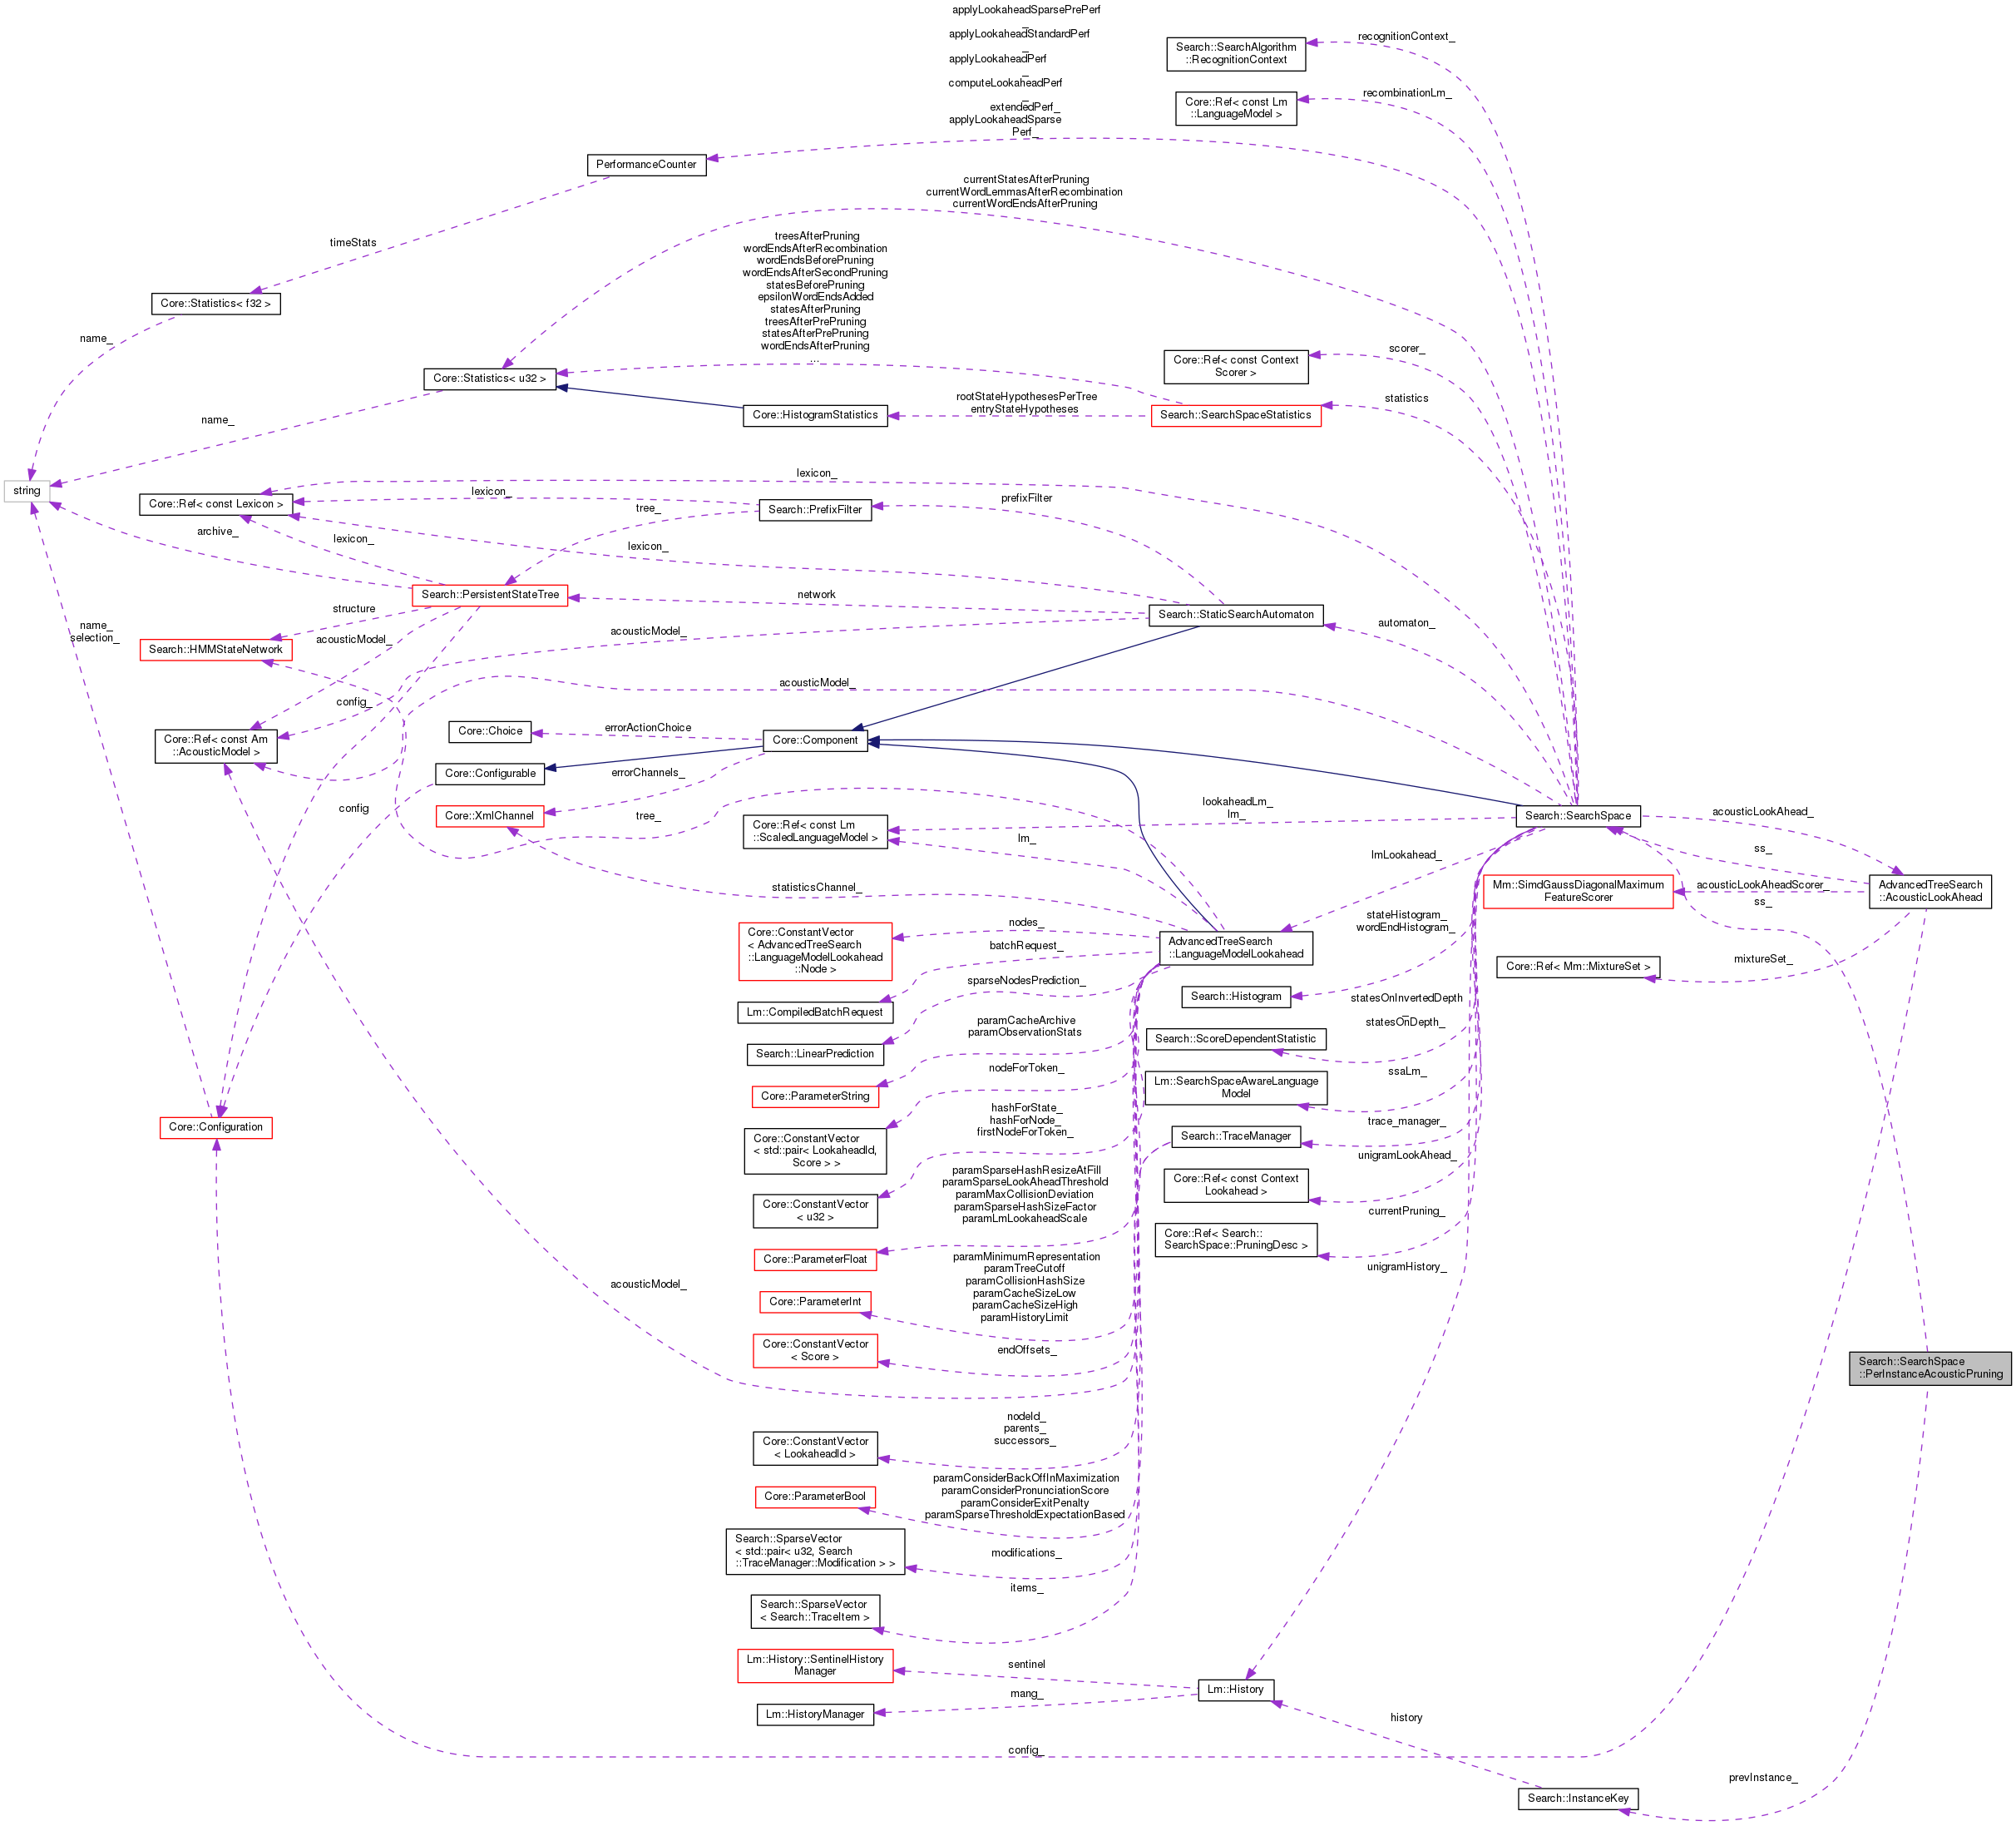 applyLookaheadSparsePrePerf
_
applyLookaheadStandardPerf
_
applyLookaheadPerf
_
computeLookaheadPerf
_
extendedPerf_
applyLookaheadSparse
Perf_
recognitionContext_
Search::SearchAlgorithm
::RecognitionContext
recombinationLm_
Core::Ref< const Lm
::LanguageModel >
PerformanceCounter
currentStatesAfterPruning
currentWordLemmasAfterRecombination
currentWordEndsAfterPruning
timeStats
treesAfterPruning
wordEndsAfterRecombination
wordEndsBeforePruning
wordEndsAfterSecondPruning
statesBeforePruning
epsilonWordEndsAdded
statesAfterPruning
treesAfterPrePruning
statesAfterPrePruning
wordEndsAfterPruning
...
Core::Statistics< f32 >
name_
scorer_
Core::Ref< const Context
Scorer >
Core::Statistics< u32 >
name_
Core::HistogramStatistics
rootStateHypothesesPerTree
entryStateHypotheses
Search::SearchSpaceStatistics
statistics
string
lexicon_
Core::Ref< const Lexicon >
lexicon_
Search::PrefixFilter
prefixFilter
tree_
archive_
lexicon_
lexicon_
Search::PersistentStateTree
network
Search::StaticSearchAutomaton
automaton_
structure
acousticModel_
acousticModel_
name_
selection_
Search::HMMStateNetwork
config_
acousticModel_
Core::Ref< const Am
::AcousticModel >
Core::Choice
errorActionChoice
Core::Component
Core::Configurable
errorChannels_
Core::XmlChannel
config
tree_
Core::Ref< const Lm
::ScaledLanguageModel >
lookaheadLm_
lm_
lm_
Search::SearchSpace
acousticLookAhead_
ss_
lmLookahead_
statisticsChannel_
Mm::SimdGaussDiagonalMaximum
FeatureScorer
acousticLookAheadScorer_
ss_
AdvancedTreeSearch
::AcousticLookAhead
Core::ConstantVector
< AdvancedTreeSearch
::LanguageModelLookahead
::Node >
nodes_
batchRequest_
AdvancedTreeSearch
::LanguageModelLookahead
stateHistogram_
wordEndHistogram_
mixtureSet_
Core::Ref< Mm::MixtureSet >
sparseNodesPrediction_
Lm::CompiledBatchRequest
Search::Histogram
paramCacheArchive
paramObservationStats
statesOnInvertedDepth
_
statesOnDepth_
Search::ScoreDependentStatistic
Search::LinearPrediction
Core::ParameterString
nodeForToken_
ssaLm_
Lm::SearchSpaceAwareLanguage
Model
hashForState_
hashForNode_
firstNodeForToken_
trace_manager_
Search::TraceManager
Core::Configuration
Core::ConstantVector
< std::pair< LookaheadId,
Score > >
unigramLookAhead_
Core::Ref< const Context
Lookahead >
paramSparseHashResizeAtFill
paramSparseLookAheadThreshold
paramMaxCollisionDeviation
paramSparseHashSizeFactor
paramLmLookaheadScale
Core::ConstantVector
< u32 >
currentPruning_
Core::Ref< Search::
SearchSpace::PruningDesc >
Core::ParameterFloat
unigramHistory_
paramMinimumRepresentation
paramTreeCutoff
paramCollisionHashSize
paramCacheSizeLow
paramCacheSizeHigh
paramHistoryLimit
acousticModel_
Core::ParameterInt
Core::ConstantVector
< Score >
endOffsets_
Search::SearchSpace
::PerInstanceAcousticPruning
nodeId_
parents_
successors_
Core::ConstantVector
< LookaheadId >
paramConsiderBackOffInMaximization
paramConsiderPronunciationScore
paramConsiderExitPenalty
paramSparseThresholdExpectationBased
Core::ParameterBool
Search::SparseVector
< std::pair< u32, Search
::TraceManager::Modification > >
modifications_
items_
Search::SparseVector
< Search::TraceItem >
Lm::History::SentinelHistory
Manager
sentinel
mang_
Lm::History
Lm::HistoryManager
history
config_
prevInstance_
Search::InstanceKey